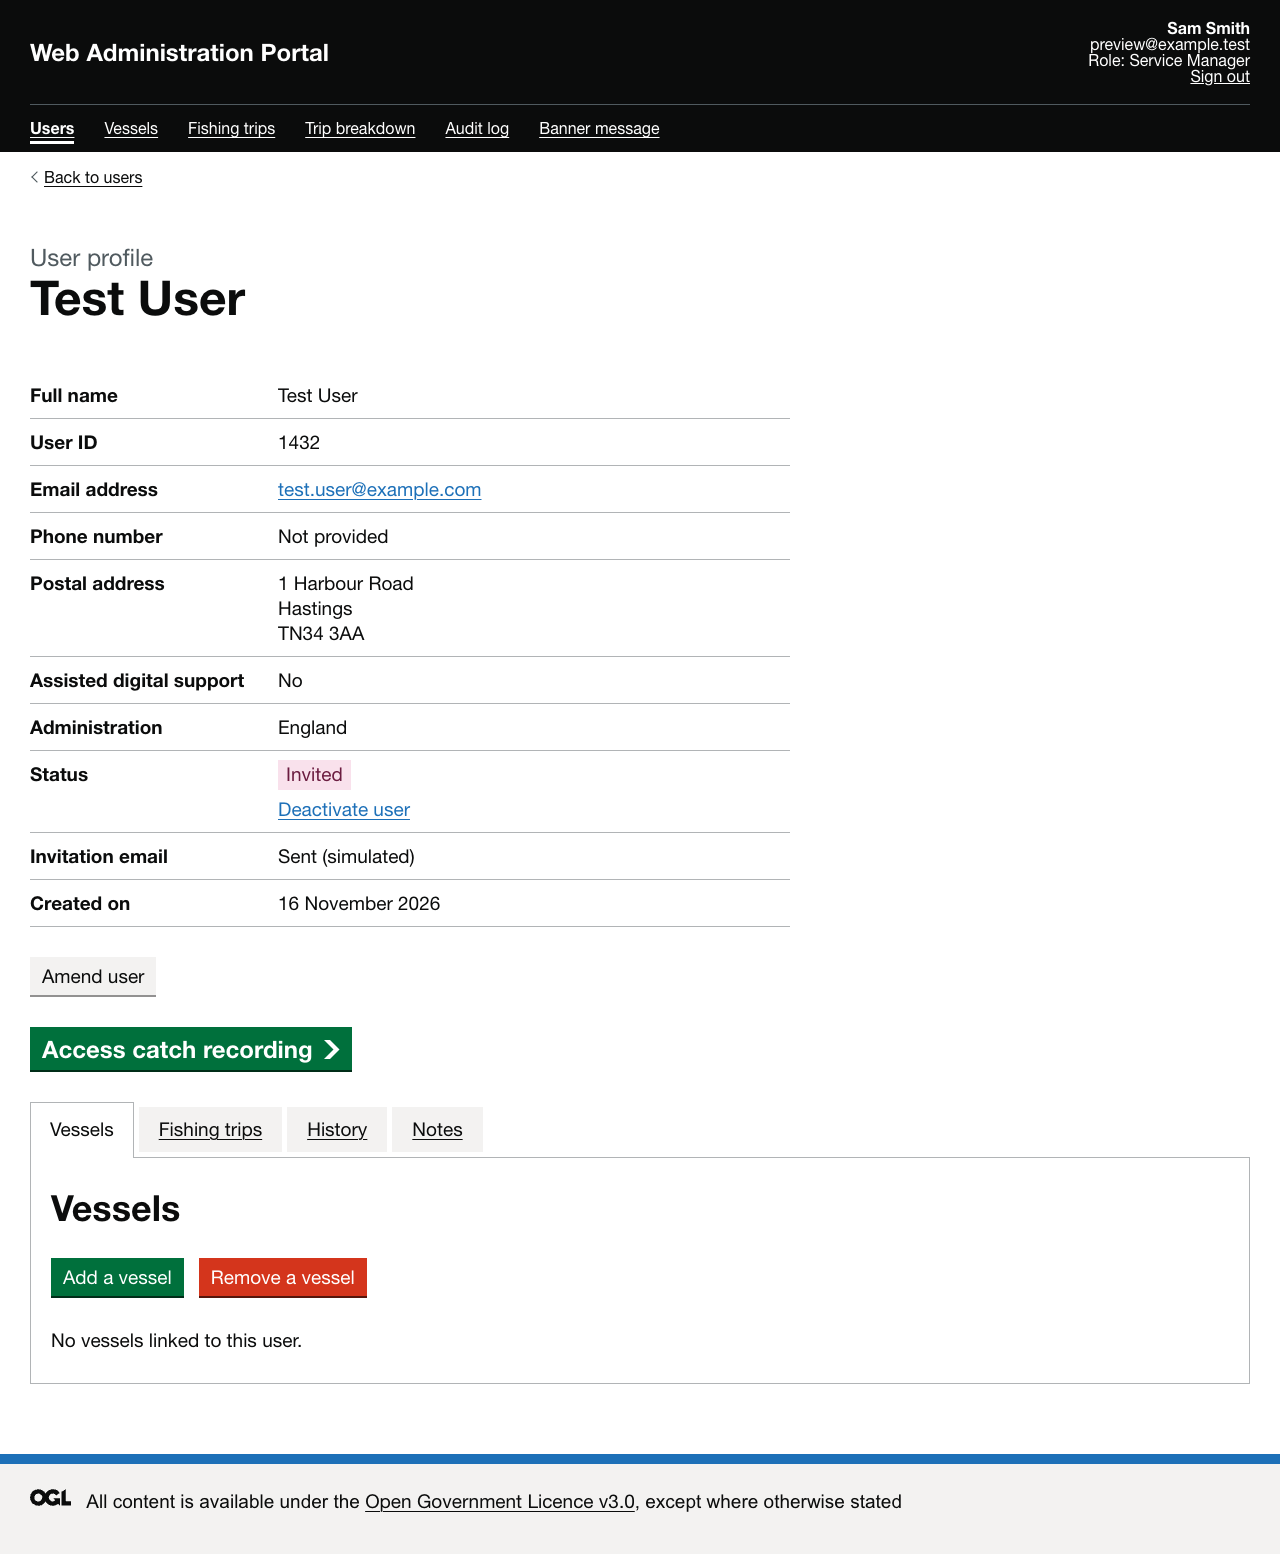 Web Administration Portal
Sam Smith
preview@example.test
Role: Service Manager
Sign out
Users Vessels Fishing trips Trip breakdown Audit log Banner message
Back to users
User profile
Test User
Full name Test User
User ID 1432
Email address test.user@example.com
Phone number Not provided
Postal address 1 Harbour Road
Hastings
TN34 3AA
Assisted digital support No
Administration England
Status Invited
Deactivate user
Invitation email Sent (simulated)
Created on 16 November 2026
Amend user
Access catch recording
Vessels Fishing trips History Notes
Vessels
Add a vessel Remove a vessel
No vessels linked to this user.
OGL All content is available under the Open Government Licence v3.0, except where otherwise stated